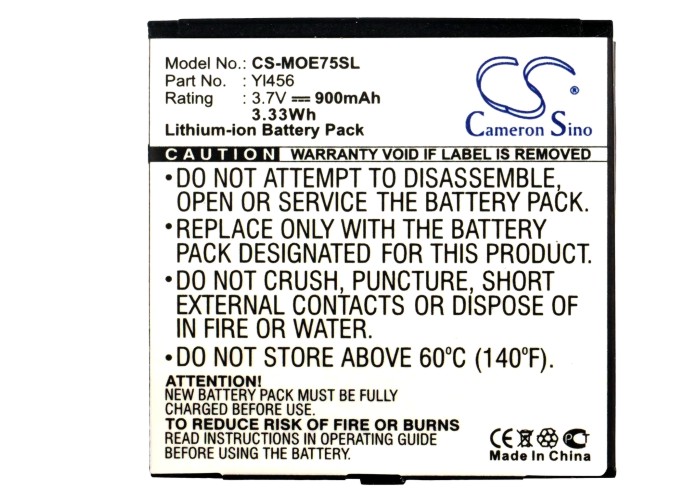 Model No.: CS-MOE75SL
Part No. : YI456
Rating : 3.7V 900mAh
3.33Wh
Lithium-ion Battery Pack
CS ®
Cameron Sino
CAUTION WARRANTY VOID IF LABEL IS REMOVED
•DO NOT ATTEMPT TO DISASSEMBLE,
OPEN OR SERVICE THE BATTERY PACK.
•REPLACE ONLY WITH THE BATTERY
PACK DESIGNATED FOR THIS PRODUCT.
•DO NOT CRUSH, PUNCTURE, SHORT
EXTERNAL CONTACTS OR DISPOSE OF
IN FIRE OR WATER.
•DO NOT STORE ABOVE 60ºC (140ºF).
ATTENTION!
NEW BATTERY PACK MUST BE FULLY
CHARGED BEFORE USE.
TO REDUCE RISK OF FIRE OR BURNS
READ INSTRUCTIONS IN OPERATING
GUIDE BEFORE USING THE BATTERY.
CE
Made In China